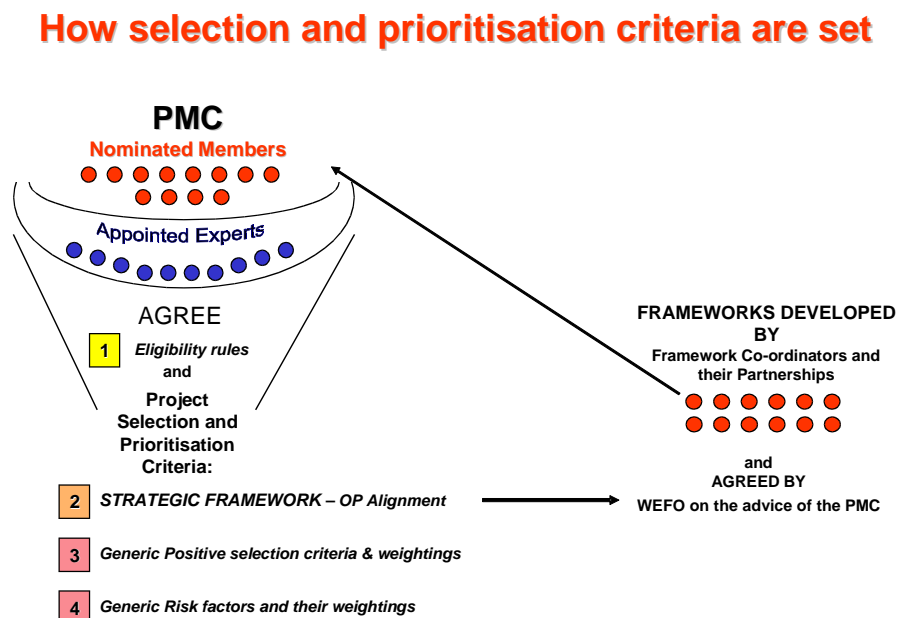 How selection and prioritisation criteria are set
PMC
Nominated Members
Appointed Experts
AGREE
1 Eligibility rules
and
Project
Selection and
Prioritisation
Criteria:
2 STRATEGIC FRAMEWORK – OP Alignment
3 Generic Positive selection criteria & weightings
4 Generic Risk factors and their weightings
FRAMEWORKS DEVELOPED
BY
Framework Co-ordinators and
their Partnerships
and
AGREED BY
WEFO on the advice of the PMC